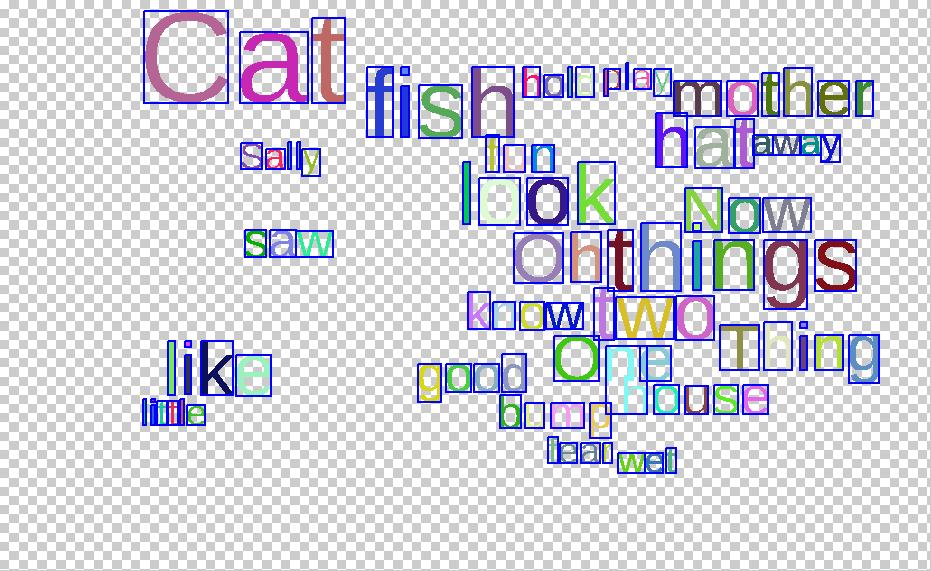 Cat
fish
hold
play
mother
hat
away
Sally
fun
look
Now
saw
Oh
things
know
two
Thing
One
like
good
house
little
bump
fear
wet